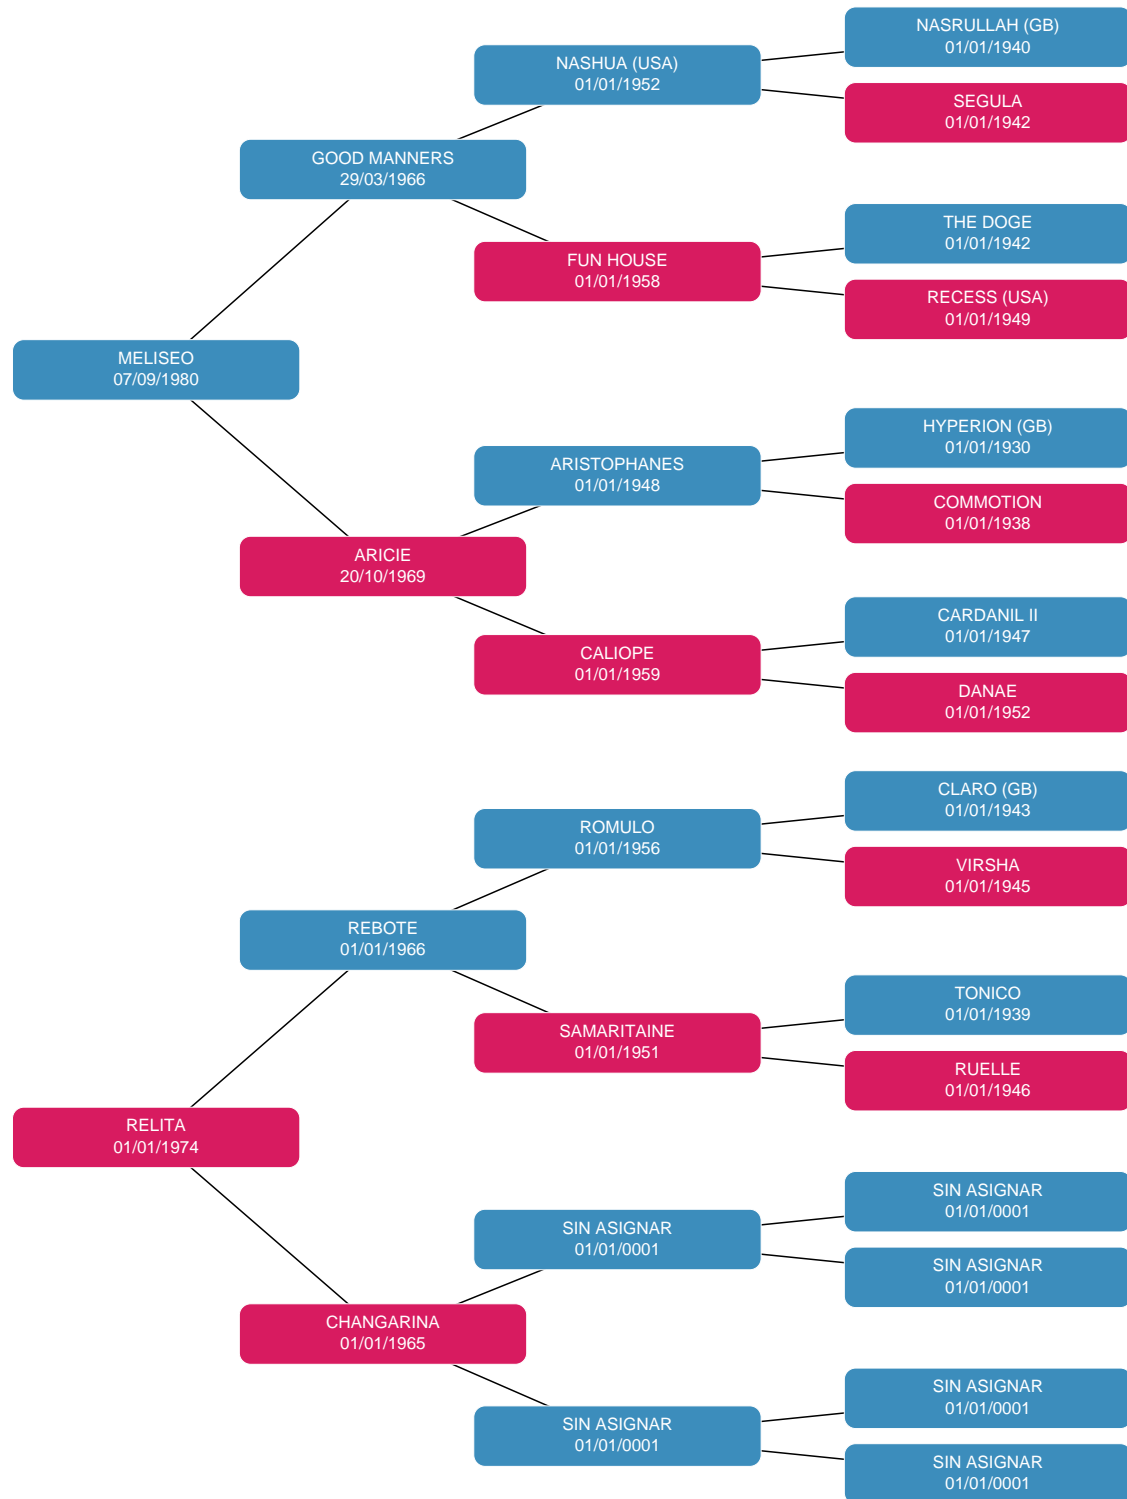 NASRULLAH (GB)
01/01/1940
NASHUA (USA)
01/01/1952
SEGULA
01/01/1942
GOOD MANNERS
29/03/1966
THE DOGE
01/01/1942
FUN HOUSE
01/01/1958
RECESS (USA)
01/01/1949
MELISEO
07/09/1980
HYPERION (GB)
01/01/1930
ARISTOPHANES
01/01/1948
COMMOTION
01/01/1938
ARICIE
20/10/1969
CARDANIL II
01/01/1947
CALIOPE
01/01/1959
DANAE
01/01/1952
CLARO (GB)
01/01/1943
ROMULO
01/01/1956
VIRSHA
01/01/1945
REBOTE
01/01/1966
TONICO
01/01/1939
SAMARITAINE
01/01/1951
RUELLE
01/01/1946
RELITA
01/01/1974
SIN ASIGNAR
01/01/0001
SIN ASIGNAR
01/01/0001
SIN ASIGNAR
01/01/0001
CHANGARINA
01/01/1965
SIN ASIGNAR
01/01/0001
SIN ASIGNAR
01/01/0001
SIN ASIGNAR
01/01/0001